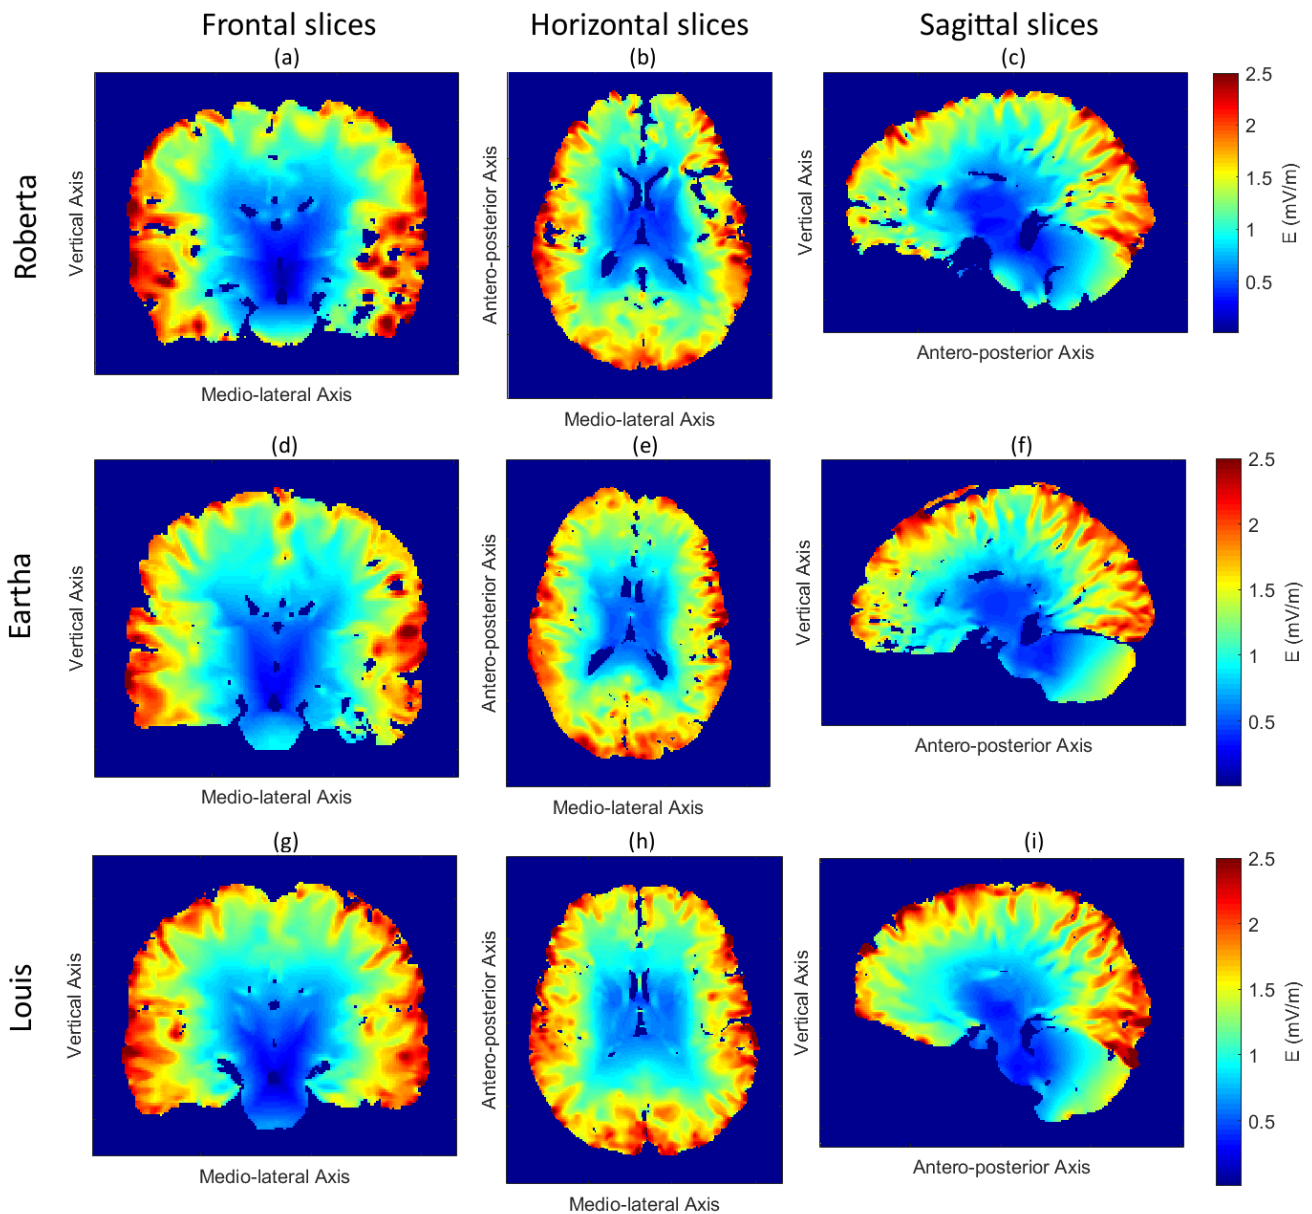 Frontal slices
Horizontal slices
Sagittal slices
(a)
(b)
(c)
Roberta
Vertical Axis
Medio-lateral Axis
Antero-posterior Axis
Medio-lateral Axis
Vertical Axis
Antero-posterior Axis
2.5
2
1.5
1
0.5
E (mV/m)
(d)
(e)
(f)
Eartha
Vertical Axis
Medio-lateral Axis
Antero-posterior Axis
Medio-lateral Axis
Vertical Axis
Antero-posterior Axis
2.5
2
1.5
1
0.5
E (mV/m)
(g)
(h)
(i)
Louis
Vertical Axis
Medio-lateral Axis
Antero-posterior Axis
Medio-lateral Axis
Vertical Axis
Antero-posterior Axis
2.5
2
1.5
1
0.5
E (mV/m)